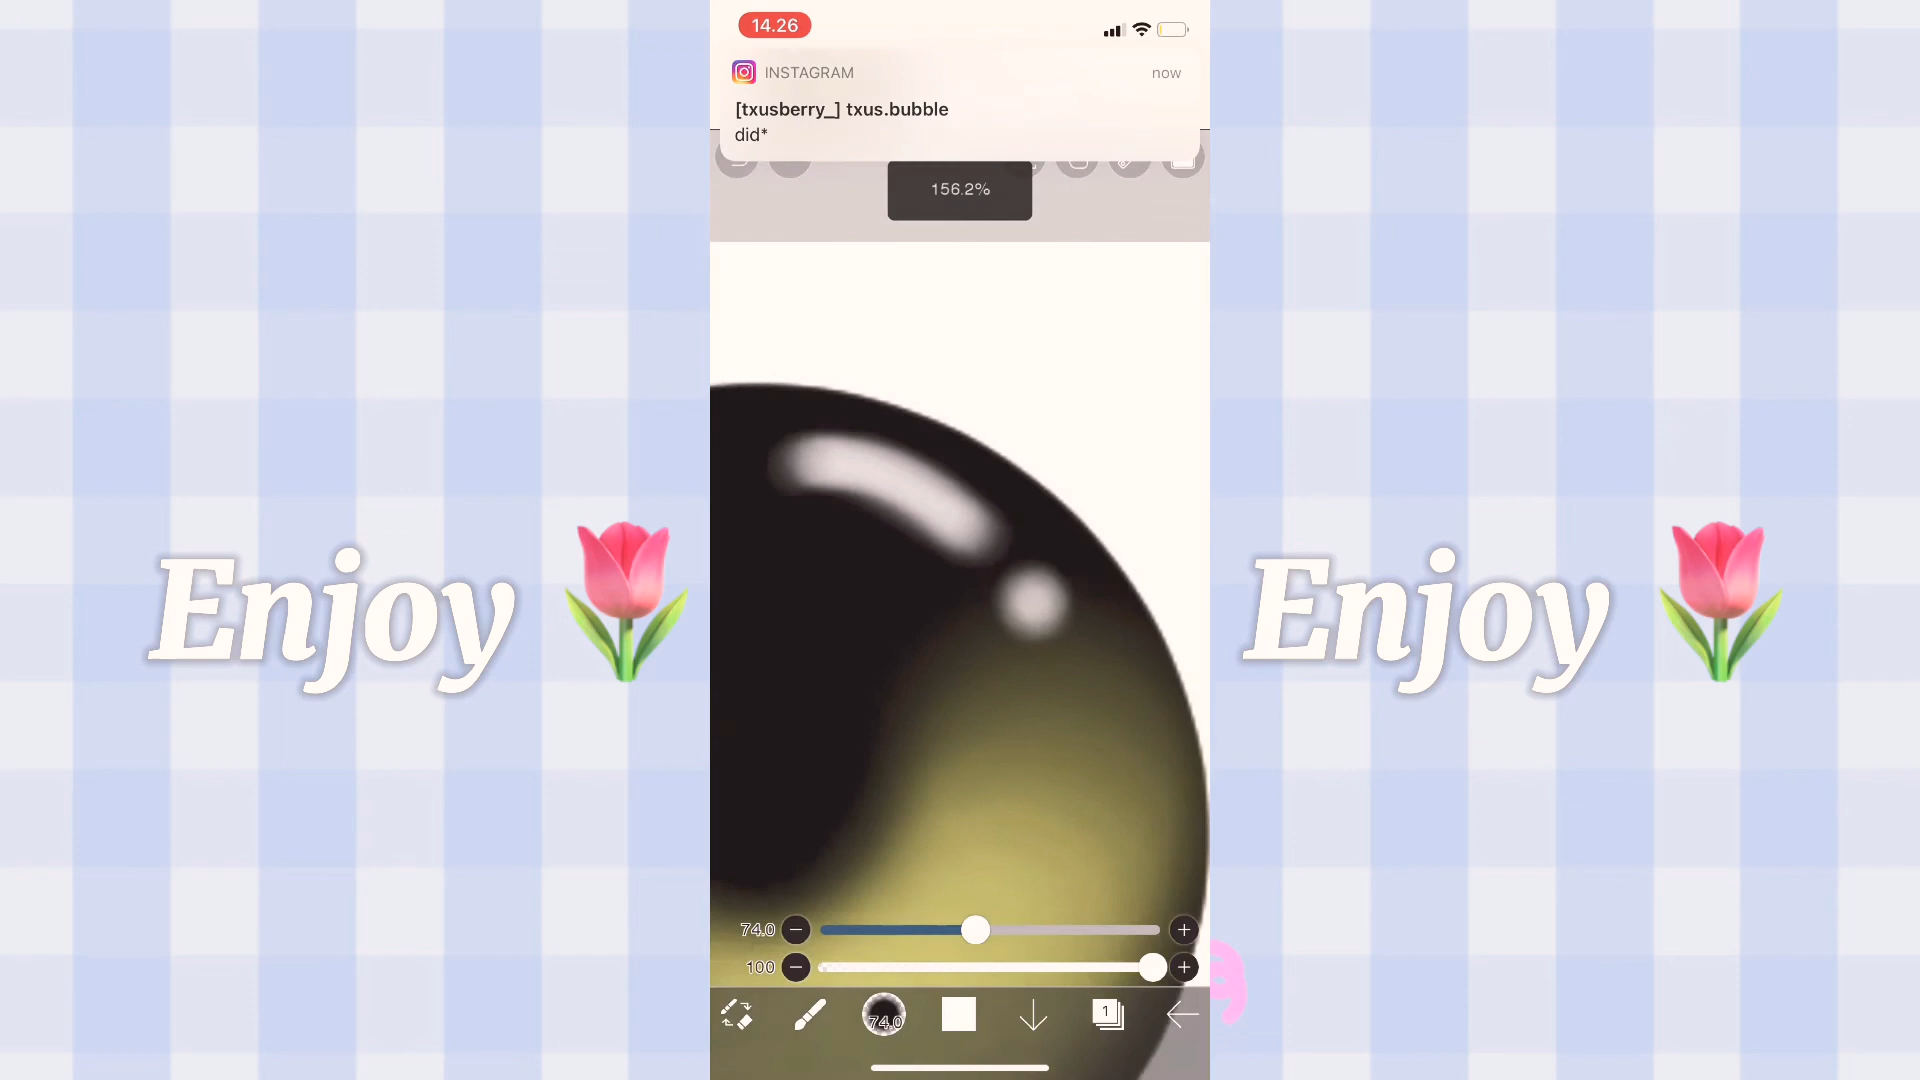 14.26
INSTAGRAM
now
[txusberry_] txus.bubble
did*
156.2%
Enjoy
Enjoy
74.0
100
74.0
1